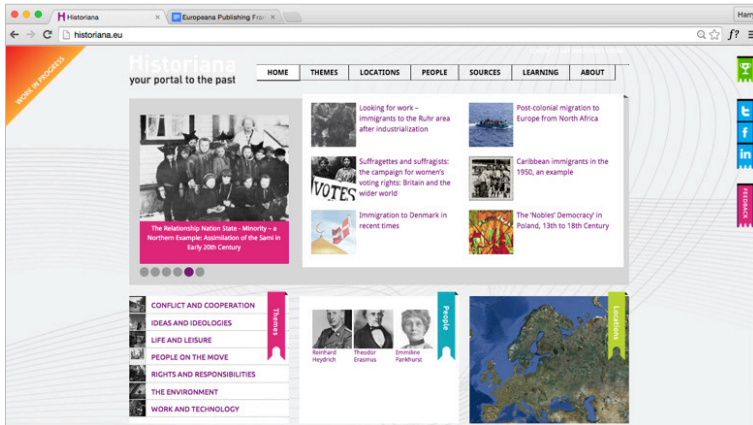 Historiana
Europeana Publishing Fra
Harry
historiana.eu
f?
WORK IN PROGRESS
Historiana
your portal to the past
HOME
THEMES
LOCATIONS
PEOPLE
SOURCES
LEARNING
ABOUT
The Relationship Nation State - Minority – a
Northern Example: Assimilation of the Sami in
Early 20th Century
Looking for work –
immigrants to the Ruhr area
after industrialization
Post-colonial migration to
Europe from North Africa
VOTES
Suffragettes and suffragists:
the campaign for women's
voting rights: Britain and the
wider world
Caribbean immigrants in the
1950, an example
Immigration to Denmark in
recent times
The 'Nobles' Democracy' in
Poland, 13th to 18th Century
f
in
FEEDBACK
Themes
CONFLICT AND COOPERATION
IDEAS AND IDEOLOGIES
LIFE AND LEISURE
PEOPLE ON THE MOVE
RIGHTS AND RESPONSIBILITIES
THE ENVIRONMENT
WORK AND TECHNOLOGY
People
Reinhard
Heydrich
Theodor
Erasmus
Emmiline
Pankhurst
Locations